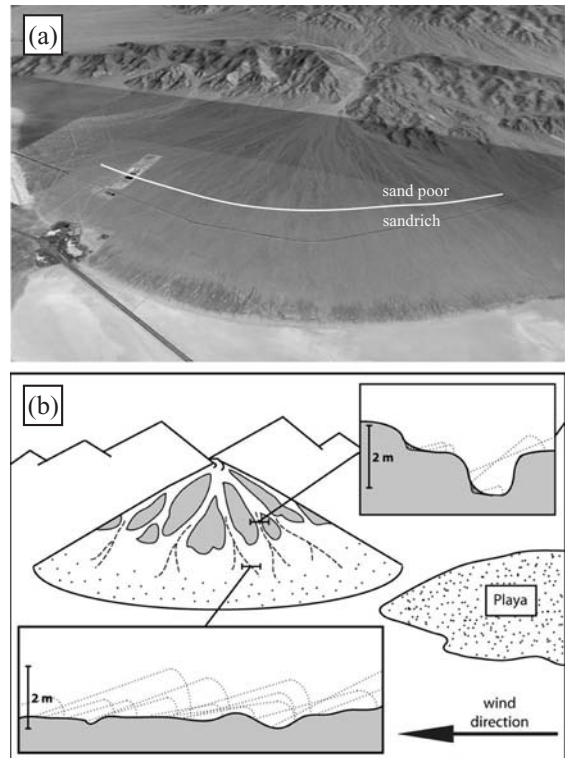 (a)
sand poor
sandrich
(b)
2 m
Playa
2 m
wind
direction